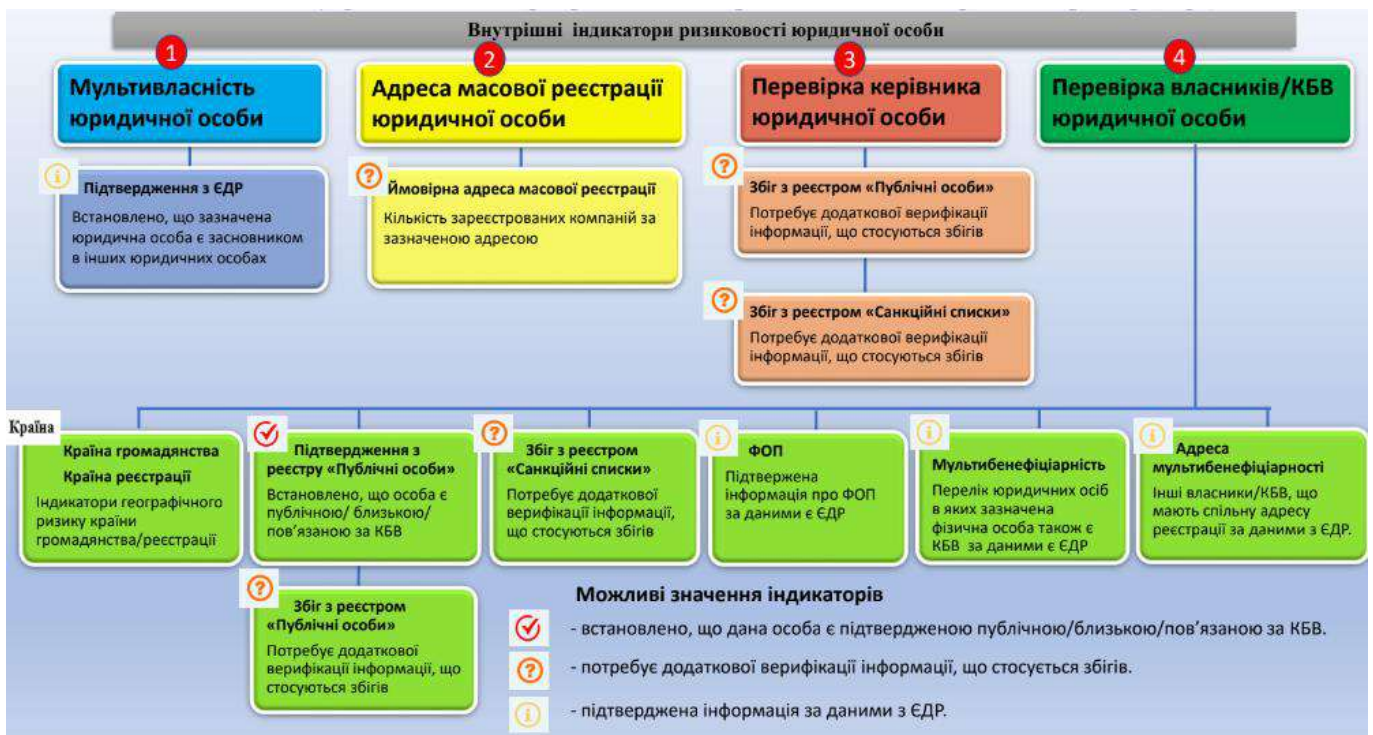 Внутрішні індикатори ризиковості юридичної особи
1
Мультивласність
юридичної особи
Підтвердження з ЄДР
Встановлено, що зазначена
юридична особа є засновником
в інших юридичних особах
2
Адреса масової реєстрації
юридичної особи
Ймовірна адреса масової реєстрації
Кількість зареєстрованих компаній за
зазначеною адресою
3
Перевірка керівника
юридичної особи
Збіг з реєстром «Публічні особи»
Потребує додаткової верифікації
інформації, що стосуються збігів
Збіг з реєстром «Санкційні списки»
Потребує додаткової верифікації
інформації, що стосуються збігів
4
Перевірка власників/КБВ
юридичної особи
Країна
Країна громадянства
Країна реєстрації
Індикатори географічного
ризику країни
громадянства/реєстрації
Підтвердження з
реєстру «Публічні особи»
Встановлено, що особа є
публічною/ близькою/
пов’язаною за КБВ
Збіг з реєстром
«Публічні особи»
Потребує додаткової
верифікації інформації, що
стосуються збігів
Збіг з реєстром
«Санкційні списки»
Потребує додаткової
верифікації інформації,
що стосуються збігів
ФОП
Підтвержена
інформація про ФОП
за даними є ЄДР
Мультибенефіціарність
Перелік юридичних осіб
в яких зазначена
фізична особа також є
КБВ за даними є ЄДР
Адреса
мультибенефіціарності
Інші власники/КБВ, що
мають спільну адресу
реєстрації за даними з ЄДР.
Можливі значення індикаторів
- встановлено, що дана особа є підтвердженою публічною/близькою/пов’язаною за КБВ.
- потребує додаткової верифікації інформації, що стосується збігів.
- підтверджена інформація за даними з ЄДР.